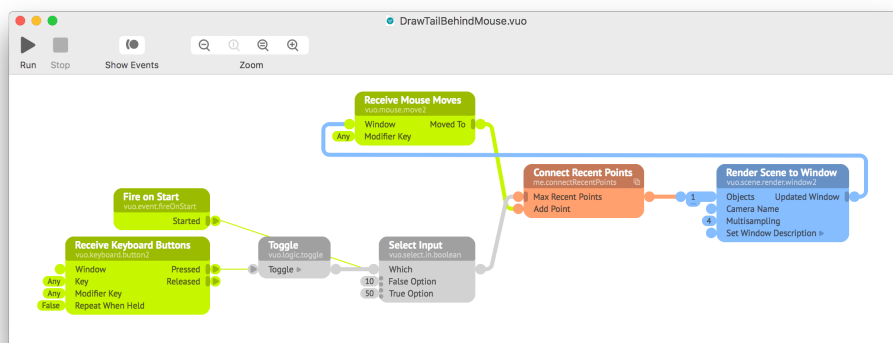 DrawTailBehindMouse.vuo
Run Stop Show Events Zoom
Receive Mouse Moves
vuo.mouse.move2
Window Moved To
Any Modifier Key
Connect Recent Points
me.connectRecentPoints
Max Recent Points
Add Point
Render Scene to Window
vuo.scene.render.window2
1 Objects Updated Window
Camera Name
4 Multisampling
Set Window Description
Fire on Start
vuo.event.fireOnStart
Started
Receive Keyboard Buttons
vuo.keyboard.button2
Window Pressed
Any Key Released
Any Modifier Key
False Repeat When Held
Toggle
vuo.logic.toggle
Toggle
Select Input
vuo.select.in.boolean
Which
10 False Option
50 True Option